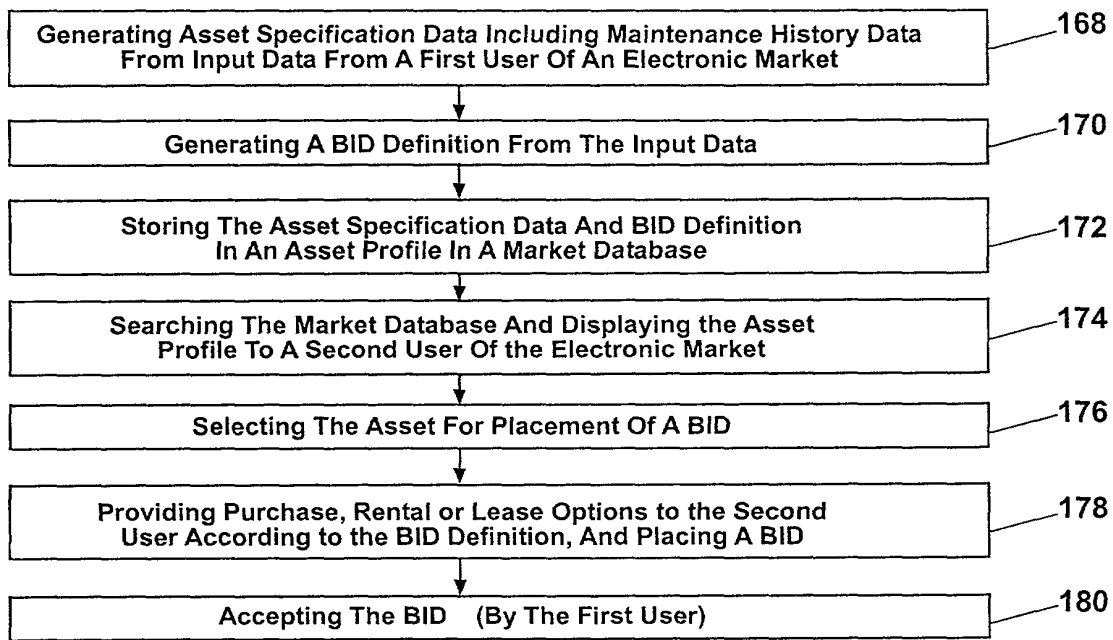 Generating Asset Specification Data Including Maintenance History Data
From Input Data From A First User Of An Electronic Market
168
Generating A BID Definition From The Input Data
170
Storing The Asset Specification Data And BID Definition
In An Asset Profile In A Market Database
172
Searching The Market Database And Displaying the Asset
Profile To A Second User Of the Electronic Market
174
Selecting The Asset For Placement Of A BID
176
Providing Purchase, Rental or Lease Options to the Second
User According to the BID Definition, And Placing A BID
178
Accepting The BID (By The First User)
180